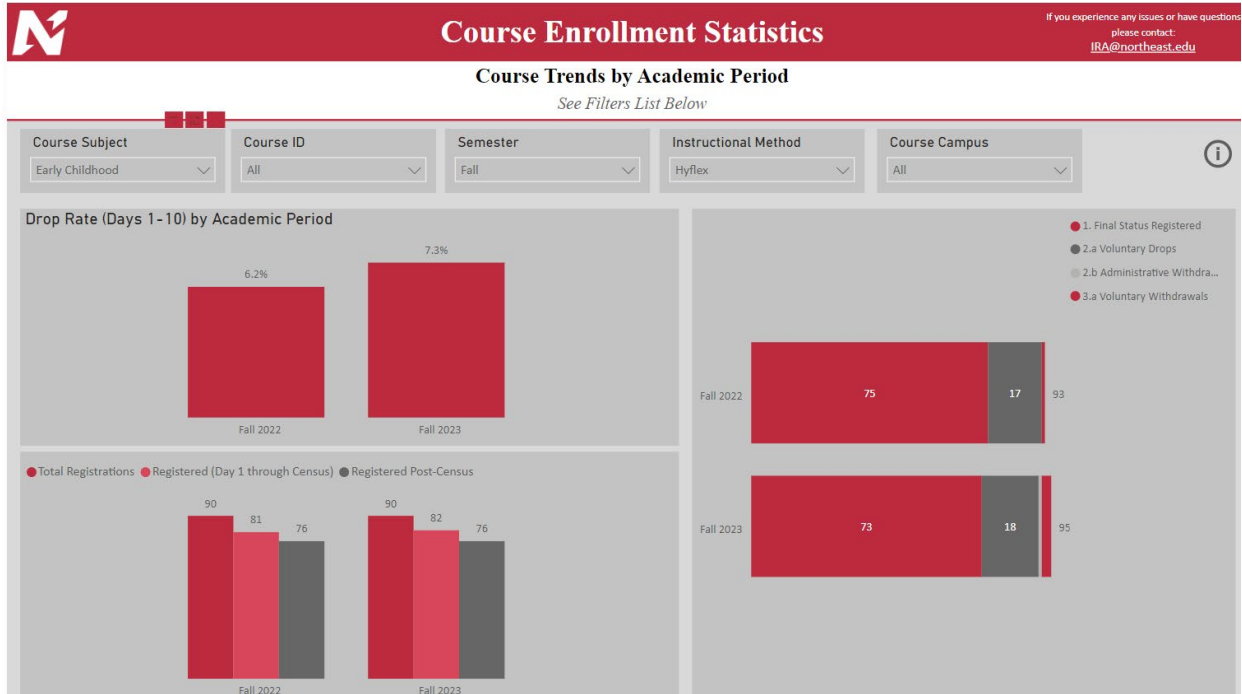 Course Enrollment Statistics
If you experience any issues or have questions
please contact:
IRA@northeast.edu
Course Trends by Academic Period
See Filters List Below
Course Subject
Early Childhood
Course ID
All
Semester
Fall
Instructional Method
Hyflex
Course Campus
All
Drop Rate (Days 1-10) by Academic Period
6.2%
7.3%
Fall 2022
Fall 2023
Total Registrations Registered (Day 1 through Census) Registered Post-Census
90
81
76
90
82
76
Fall 2022
Fall 2023
1. Final Status Registered
2.a Voluntary Drops
2.b Administrative Withdra...
3.a Voluntary Withdrawals
Fall 2022
75
17
93
Fall 2023
73
18
95